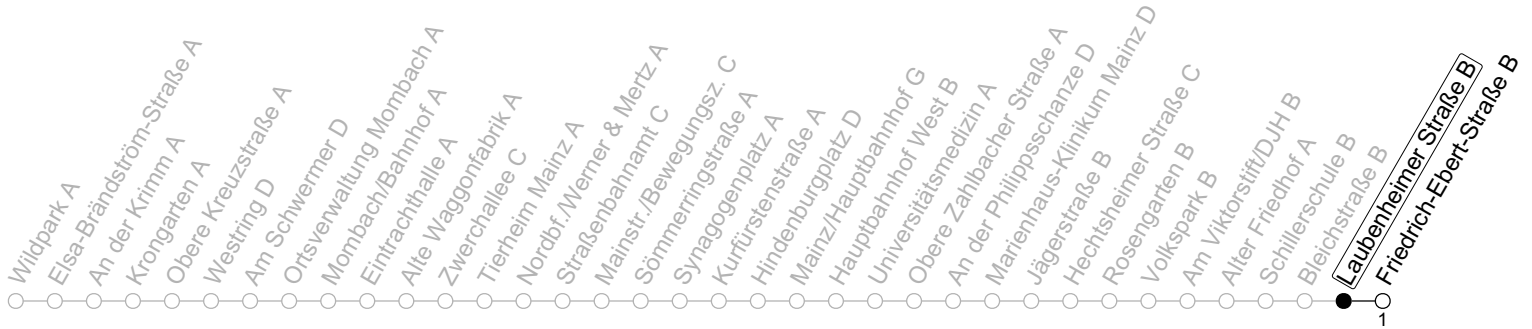 Wildpark A
Elsa-Brändström-Straße A
An der Krimm A
Krongarten A
Obere Kreuzstraße A
Westring D
Am Schwermer D
Ortsverwaltung Mombach A
Mombach/Bahnhof A
Eintrachthalle A
Alte Waggonfabrik A
Zwerchallee C
Tierheim Mainz A
Nordbf./Werner & Mertz A
Straßenbahnamt C
Mainstr./Bewegungsz. C
Sömmerringstraße A
Synagogenplatz A
Kurfürstenstraße A
Hindenburgplatz D
Mainz/Hauptbahnhof G
Hauptbahnhof West B
Universitätsmedizin A
Obere Zahlbacher Straße A
An der Philippsschanze D
Marienhaus-Klinikum Mainz D
Jägerstraße B
Hechtsheimer Straße C
Rosengarten B
Volkspark B
Am Viktorstift/DJH B
Alter Friedhof A
Schillerschule B
Bleichstraße B
Laubenheimer Straße B
Friedrich-Ebert-Straße B
1